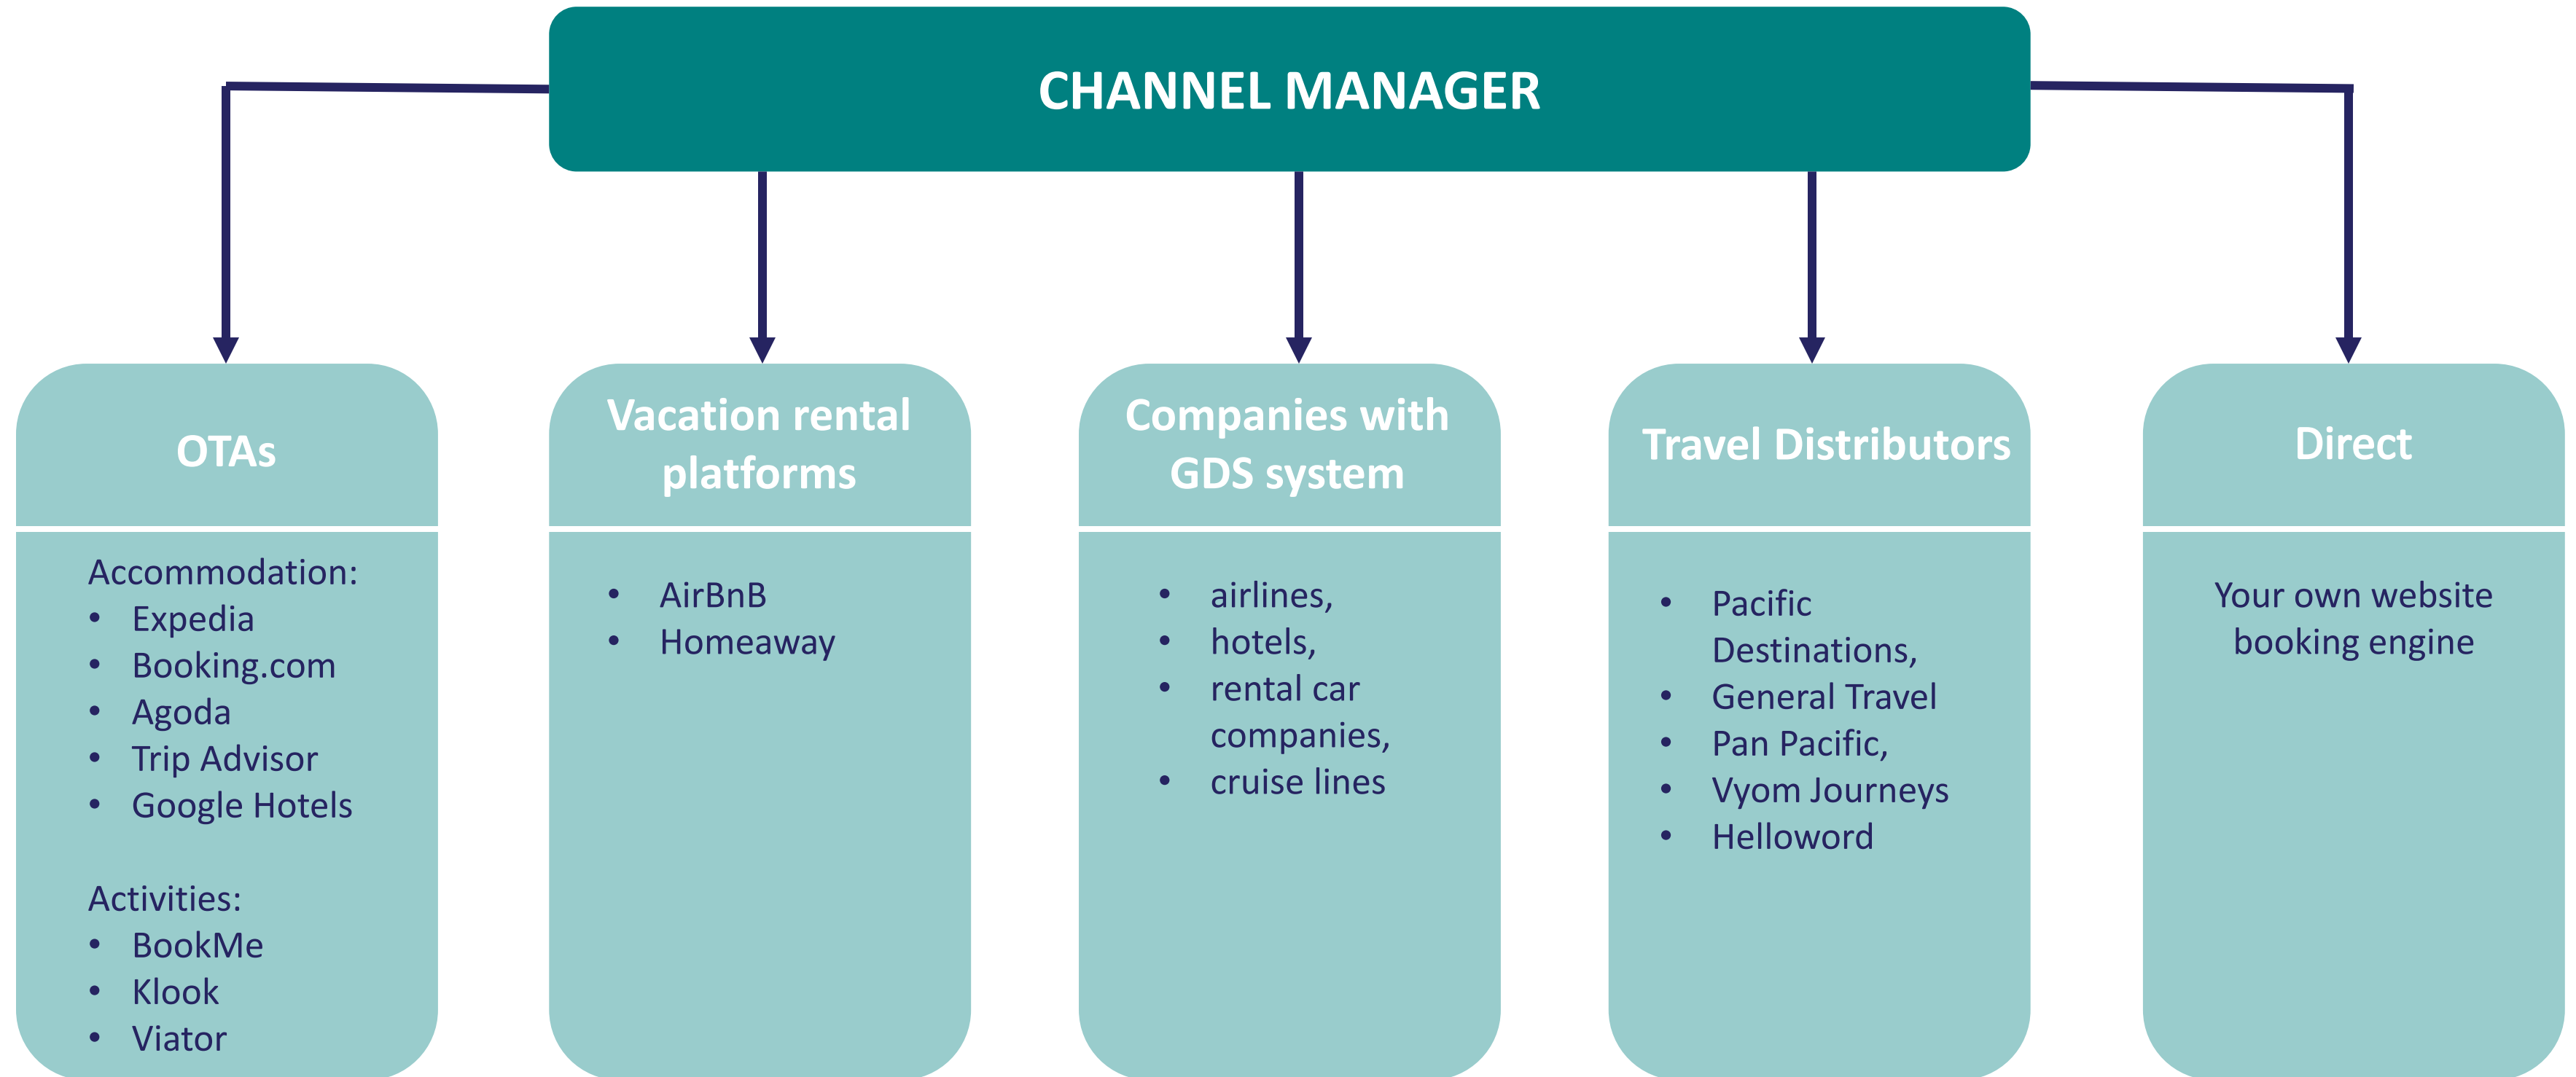 CHANNEL MANAGER
OTAs
Accommodation:
• Expedia
• Booking.com
• Agoda
• Trip Advisor
• Google Hotels
Activities:
• BookMe
• Klook
• Viator
Vacation rental
platforms
• AirBnB
• Homeaway
Companies with
GDS system
• airlines,
• hotels,
• rental car
companies,
• cruise lines
Travel Distributors
• Pacific
Destinations,
• General Travel
• Pan Pacific,
• Vyom Journeys
• Helloword
Direct
Your own website
booking engine